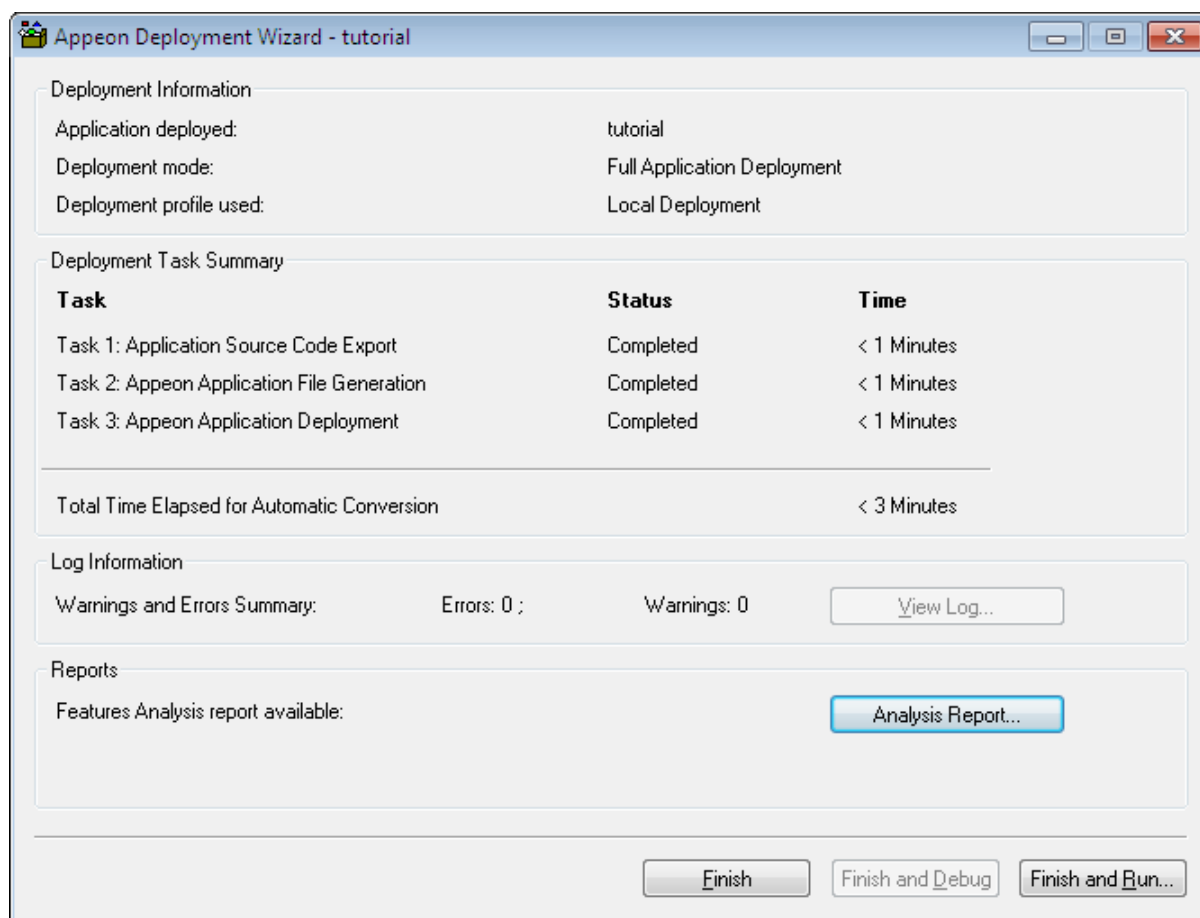 Appeon Deployment Wizard - tutorial
Deployment Information
Application deployed: tutorial
Deployment mode: Full Application Deployment
Deployment profile used: Local Deployment
Deployment Task Summary
Task Status Time
Task 1: Application Source Code Export Completed < 1 Minutes
Task 2: Appeon Application File Generation Completed < 1 Minutes
Task 3: Appeon Application Deployment Completed < 1 Minutes
Total Time Elapsed for Automatic Conversion < 3 Minutes
Log Information
Warnings and Errors Summary: Errors: 0 ; Warnings: 0 View Log...
Reports
Features Analysis report available: Analysis Report...
Finish Finish and Debug Finish and Run...